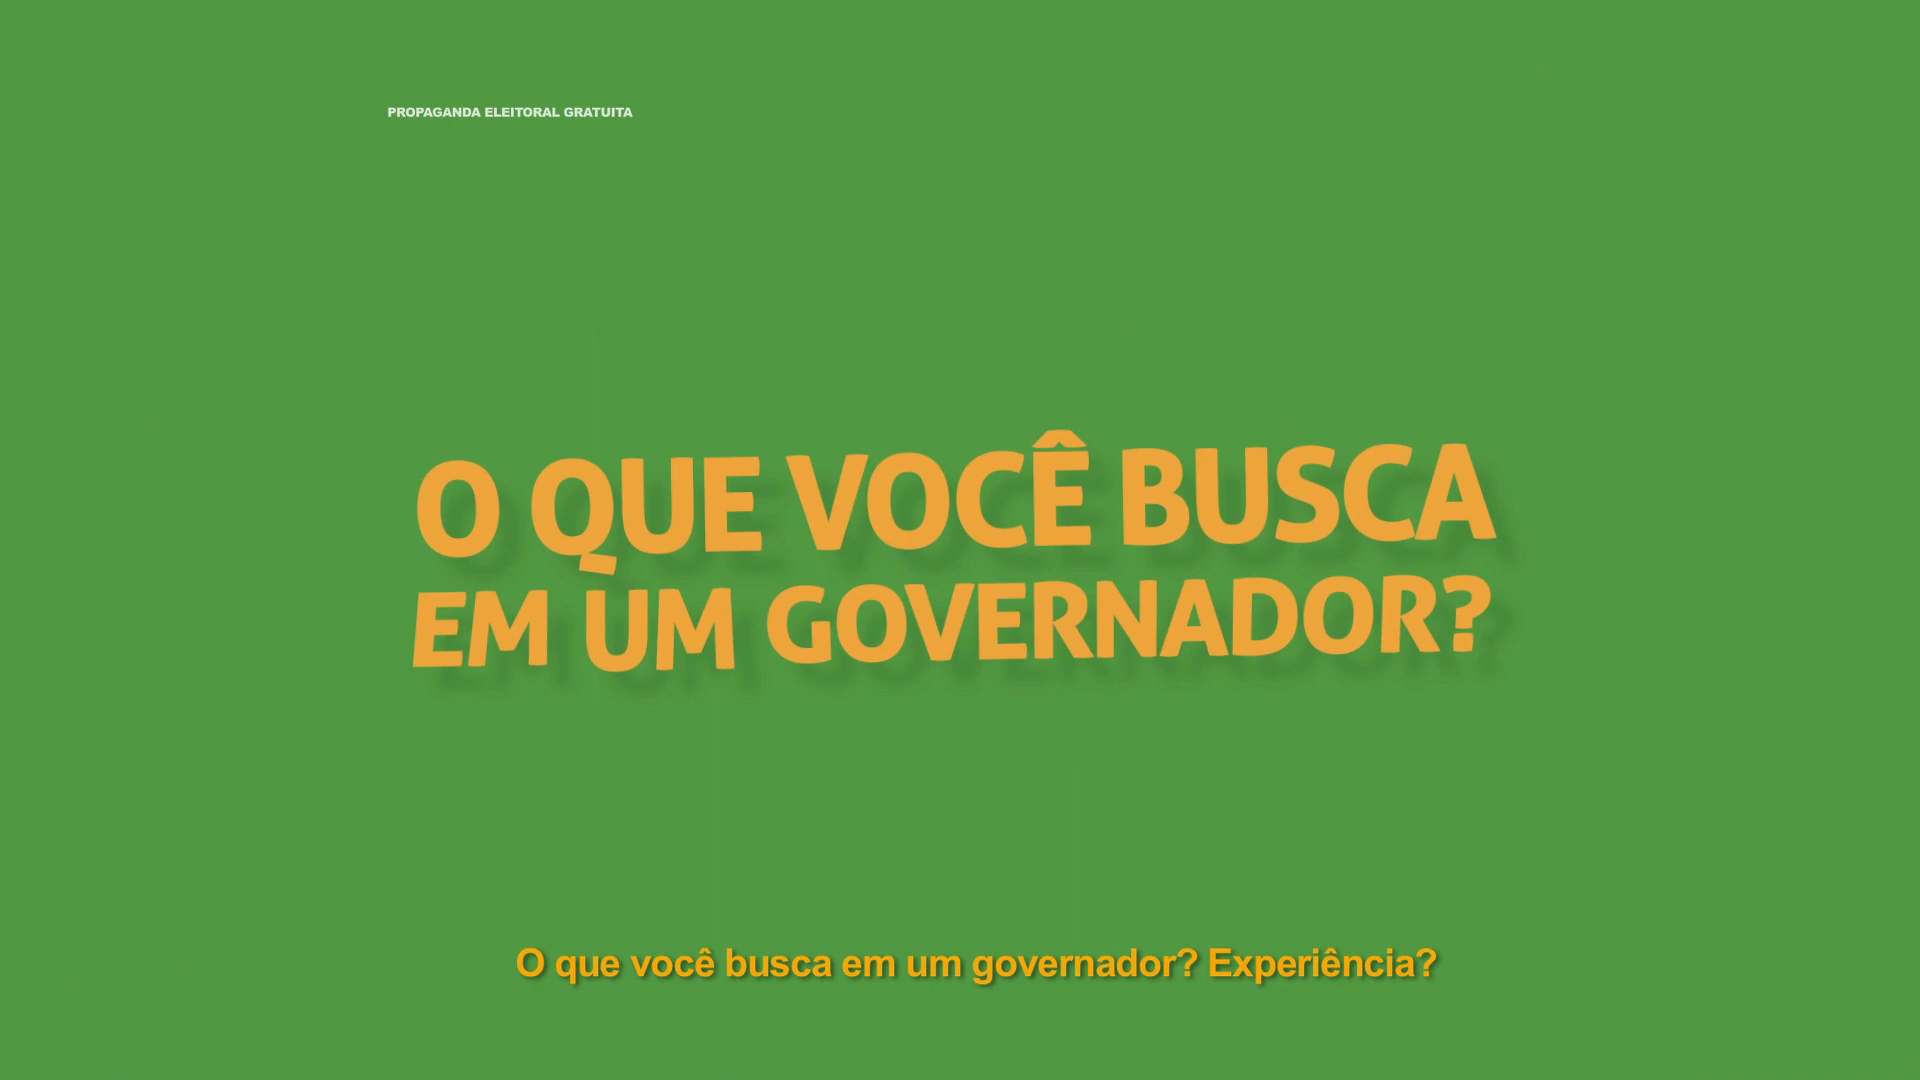 PROPAGANDA ELEITORAL GRATUITA
O QUE VOCÊ BUSCA
EM UM GOVERNADOR?
O que você busca em um governador? Experiência?